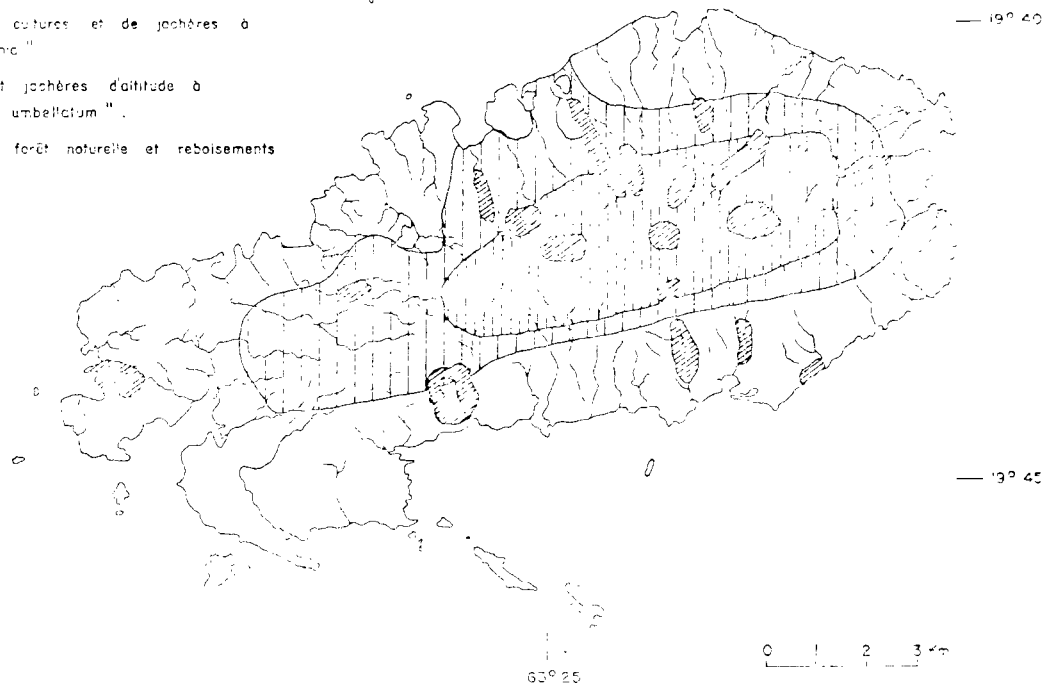 cultures et de jachères à
"
t jachères d'altitude à
umbellatum ".
forêt naturelle et reboisements
19° 40
19° 45
63° 25
0 1 2 3 km